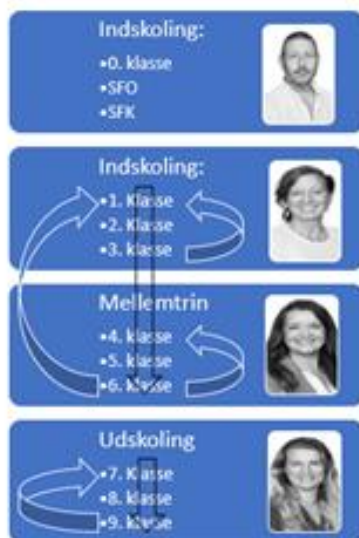 Indskoling:
•0. klasse
•SFO
•SFK
Indskoling:
•1. Klasse
•2. Klasse
•3. klasse
Mellemtrin
•4. klasse
•5. klasse
•6. klasse
Udskoling
•7. Klasse
•8. klasse
•9. klasse